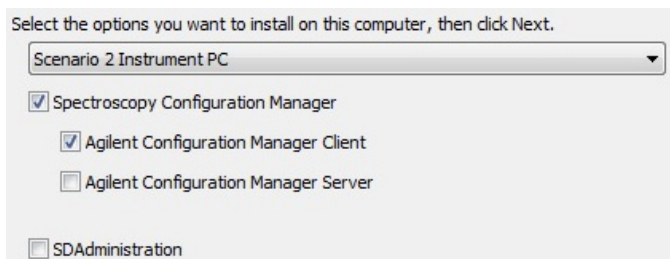 Select the options you want to install on this computer, then click Next.
Scenario 2 Instrument PC
Spectroscopy Configuration Manager
Agilent Configuration Manager Client
Agilent Configuration Manager Server
SDAdministration